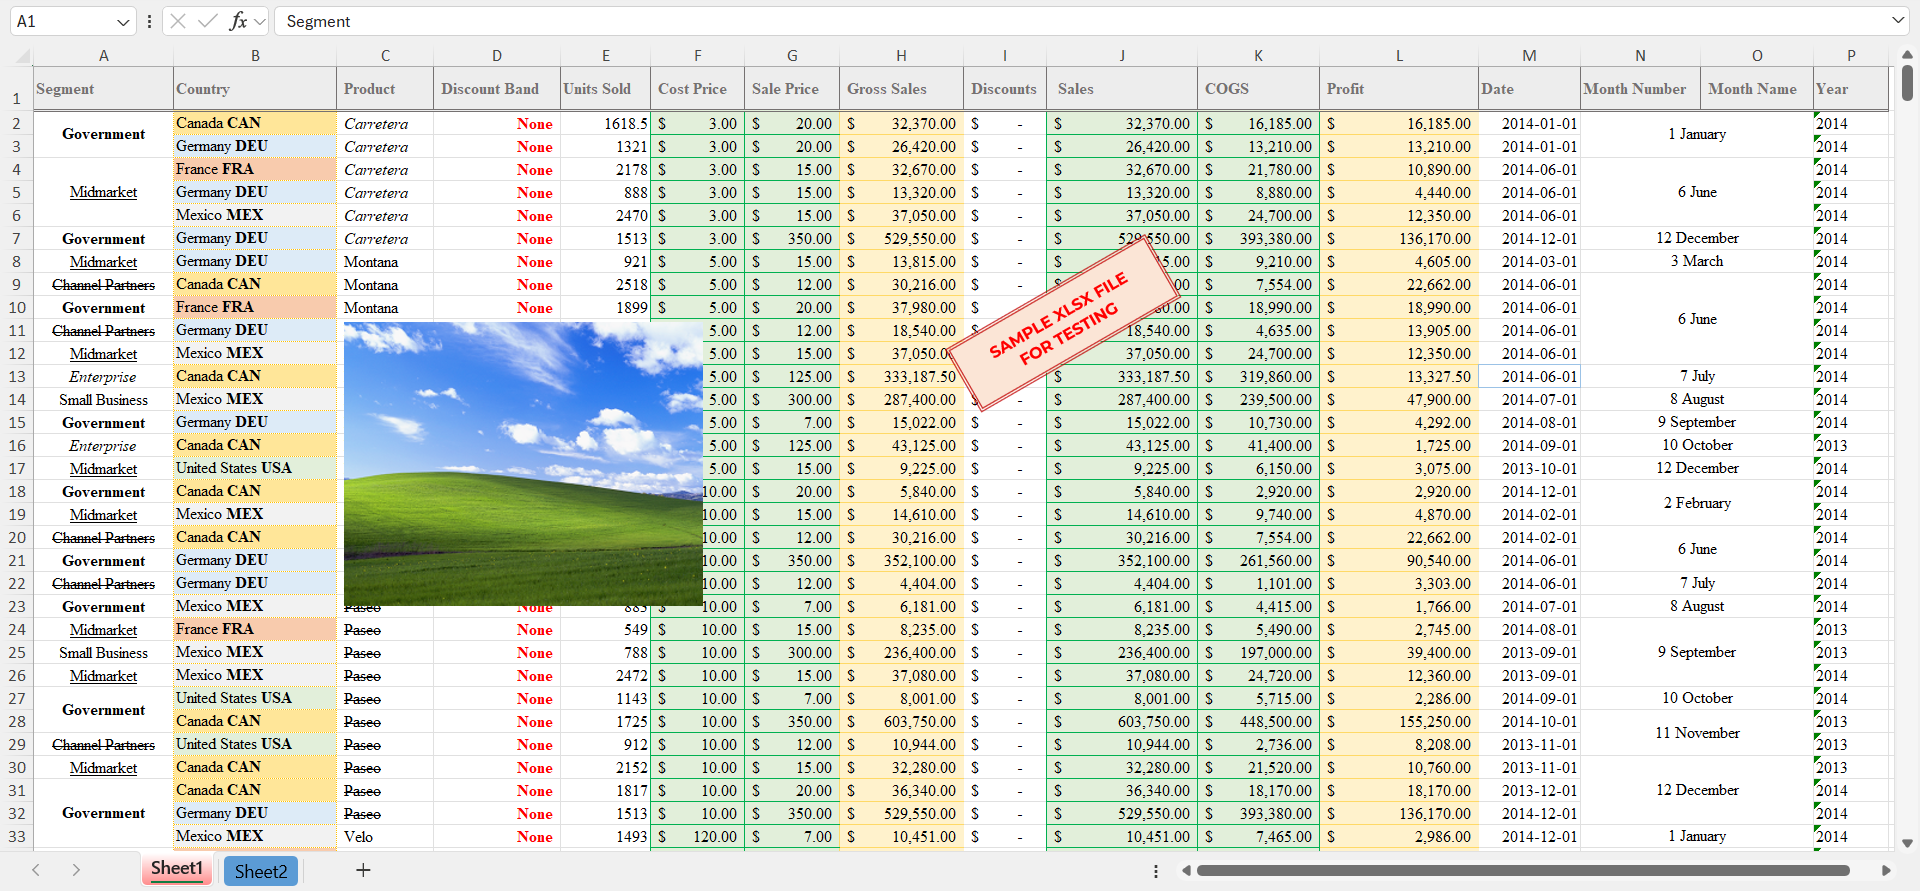 A1 fx Segment
A B C D E F G H I J K L M N O P
1 Segment Country Product Discount Band Units Sold Cost Price Sale Price Gross Sales Discounts Sales COGS Profit Date Month Number Month Name Year
2 Government Canada CAN Carretera None 1618.5 $ 3.00 $ 20.00 $ 32,370.00 $ - $ 32,370.00 $ 16,185.00 $ 16,185.00 2014-01-01 1 January 2014
3 Germany DEU Carretera None 1321 $ 3.00 $ 20.00 $ 26,420.00 $ - $ 26,420.00 $ 13,210.00 $ 13,210.00 2014-01-01 2014
4 France FRA Carretera None 2178 $ 3.00 $ 15.00 $ 32,670.00 $ - $ 32,670.00 $ 21,780.00 $ 10,890.00 2014-06-01 2014
5 Midmarket Germany DEU Carretera None 888 $ 3.00 $ 15.00 $ 13,320.00 $ - $ 13,320.00 $ 8,880.00 $ 4,440.00 2014-06-01 6 June 2014
6 Mexico MEX Carretera None 2470 $ 3.00 $ 15.00 $ 37,050.00 $ - $ 37,050.00 $ 24,700.00 $ 12,350.00 2014-06-01 2014
7 Government Germany DEU Carretera None 1513 $ 3.00 $ 350.00 $ 529,550.00 $ - $ 529,550.00 $ 393,380.00 $ 136,170.00 2014-12-01 12 December 2014
8 Midmarket Germany DEU Montana None 921 $ 5.00 $ 15.00 $ 13,815.00 $ - $ 5.00 $ 9,210.00 $ 4,605.00 2014-03-01 3 March 2014
9 Channel Partners Canada CAN Montana None 2518 $ 5.00 $ 12.00 $ 30,216.00 $ - $ 00 $ 7,554.00 $ 22,662.00 2014-06-01 2014
10 Government France FRA Montana None 1899 $ 5.00 $ 20.00 $ 37,980.00 $ - 0.00 $ 18,990.00 $ 18,990.00 2014-06-01 6 June 2014
11 Channel Partners Germany DEU 5.00 $ 12.00 $ 18,540.00 $ 18,540.00 $ 4,635.00 $ 13,905.00 2014-06-01 2014
12 Midmarket Mexico MEX 5.00 $ 15.00 $ 37,050.0 37,050.00 $ 24,700.00 $ 12,350.00 2014-06-01 2014
SAMPLE XLSX FILE
FOR TESTING
13 Enterprise Canada CAN 5.00 $ 125.00 $ 333,187.50 $ 333,187.50 $ 319,860.00 $ 13,327.50 2014-06-01 7 July 2014
14 Small Business Mexico MEX 5.00 $ 300.00 $ 287,400.00 $ - $ 287,400.00 $ 239,500.00 $ 47,900.00 2014-07-01 8 August 2014
15 Government Germany DEU 5.00 $ 7.00 $ 15,022.00 $ - $ 15,022.00 $ 10,730.00 $ 4,292.00 2014-08-01 9 September 2014
16 Enterprise Canada CAN 5.00 $ 125.00 $ 43,125.00 $ - $ 43,125.00 $ 41,400.00 $ 1,725.00 2014-09-01 10 October 2013
17 Midmarket United States USA 5.00 $ 15.00 $ 9,225.00 $ - $ 9,225.00 $ 6,150.00 $ 3,075.00 2013-10-01 12 December 2014
18 Government Canada CAN 10.00 $ 20.00 $ 5,840.00 $ - $ 5,840.00 $ 2,920.00 $ 2,920.00 2014-12-01 2 February 2014
19 Midmarket Mexico MEX 10.00 $ 15.00 $ 14,610.00 $ - $ 14,610.00 $ 9,740.00 $ 4,870.00 2014-02-01 2014
20 Channel Partners Canada CAN 10.00 $ 12.00 $ 30,216.00 $ - $ 30,216.00 $ 7,554.00 $ 22,662.00 2014-02-01 6 June 2014
21 Government Germany DEU 10.00 $ 350.00 $ 352,100.00 $ - $ 352,100.00 $ 261,560.00 $ 90,540.00 2014-06-01 2014
22 Channel Partners Germany DEU 10.00 $ 12.00 $ 4,404.00 $ - $ 4,404.00 $ 1,101.00 $ 3,303.00 2014-06-01 7 July 2014
23 Government Mexico MEX Paseo None 883 $ 10.00 $ 7.00 $ 6,181.00 $ - $ 6,181.00 $ 4,415.00 $ 1,766.00 2014-07-01 8 August 2014
24 Midmarket France FRA Paseo None 549 $ 10.00 $ 15.00 $ 8,235.00 $ - $ 8,235.00 $ 5,490.00 $ 2,745.00 2014-08-01 2013
25 Small Business Mexico MEX Paseo None 788 $ 10.00 $ 300.00 $ 236,400.00 $ - $ 236,400.00 $ 197,000.00 $ 39,400.00 2013-09-01 9 September 2013
26 Midmarket Mexico MEX Paseo None 2472 $ 10.00 $ 15.00 $ 37,080.00 $ - $ 37,080.00 $ 24,720.00 $ 12,360.00 2013-09-01 2014
27 Government United States USA Paseo None 1143 $ 10.00 $ 7.00 $ 8,001.00 $ - $ 8,001.00 $ 5,715.00 $ 2,286.00 2014-09-01 10 October 2014
28 Canada CAN Paseo None 1725 $ 10.00 $ 350.00 $ 603,750.00 $ - $ 603,750.00 $ 448,500.00 $ 155,250.00 2014-10-01 11 November 2013
29 Channel Partners United States USA Paseo None 912 $ 10.00 $ 12.00 $ 10,944.00 $ - $ 10,944.00 $ 2,736.00 $ 8,208.00 2013-11-01 2013
30 Midmarket Canada CAN Paseo None 2152 $ 10.00 $ 15.00 $ 32,280.00 $ - $ 32,280.00 $ 21,520.00 $ 10,760.00 2013-11-01 2013
31 Canada CAN Paseo None 1817 $ 10.00 $ 20.00 $ 36,340.00 $ - $ 36,340.00 $ 18,170.00 $ 18,170.00 2013-12-01 12 December 2014
32 Government Germany DEU Paseo None 1513 $ 10.00 $ 350.00 $ 529,550.00 $ - $ 529,550.00 $ 393,380.00 $ 136,170.00 2014-12-01 2014
33 Mexico MEX Velo None 1493 $ 120.00 $ 7.00 $ 10,451.00 $ - $ 10,451.00 $ 7,465.00 $ 2,986.00 2014-12-01 1 January 2014
Sheet1 Sheet2 +